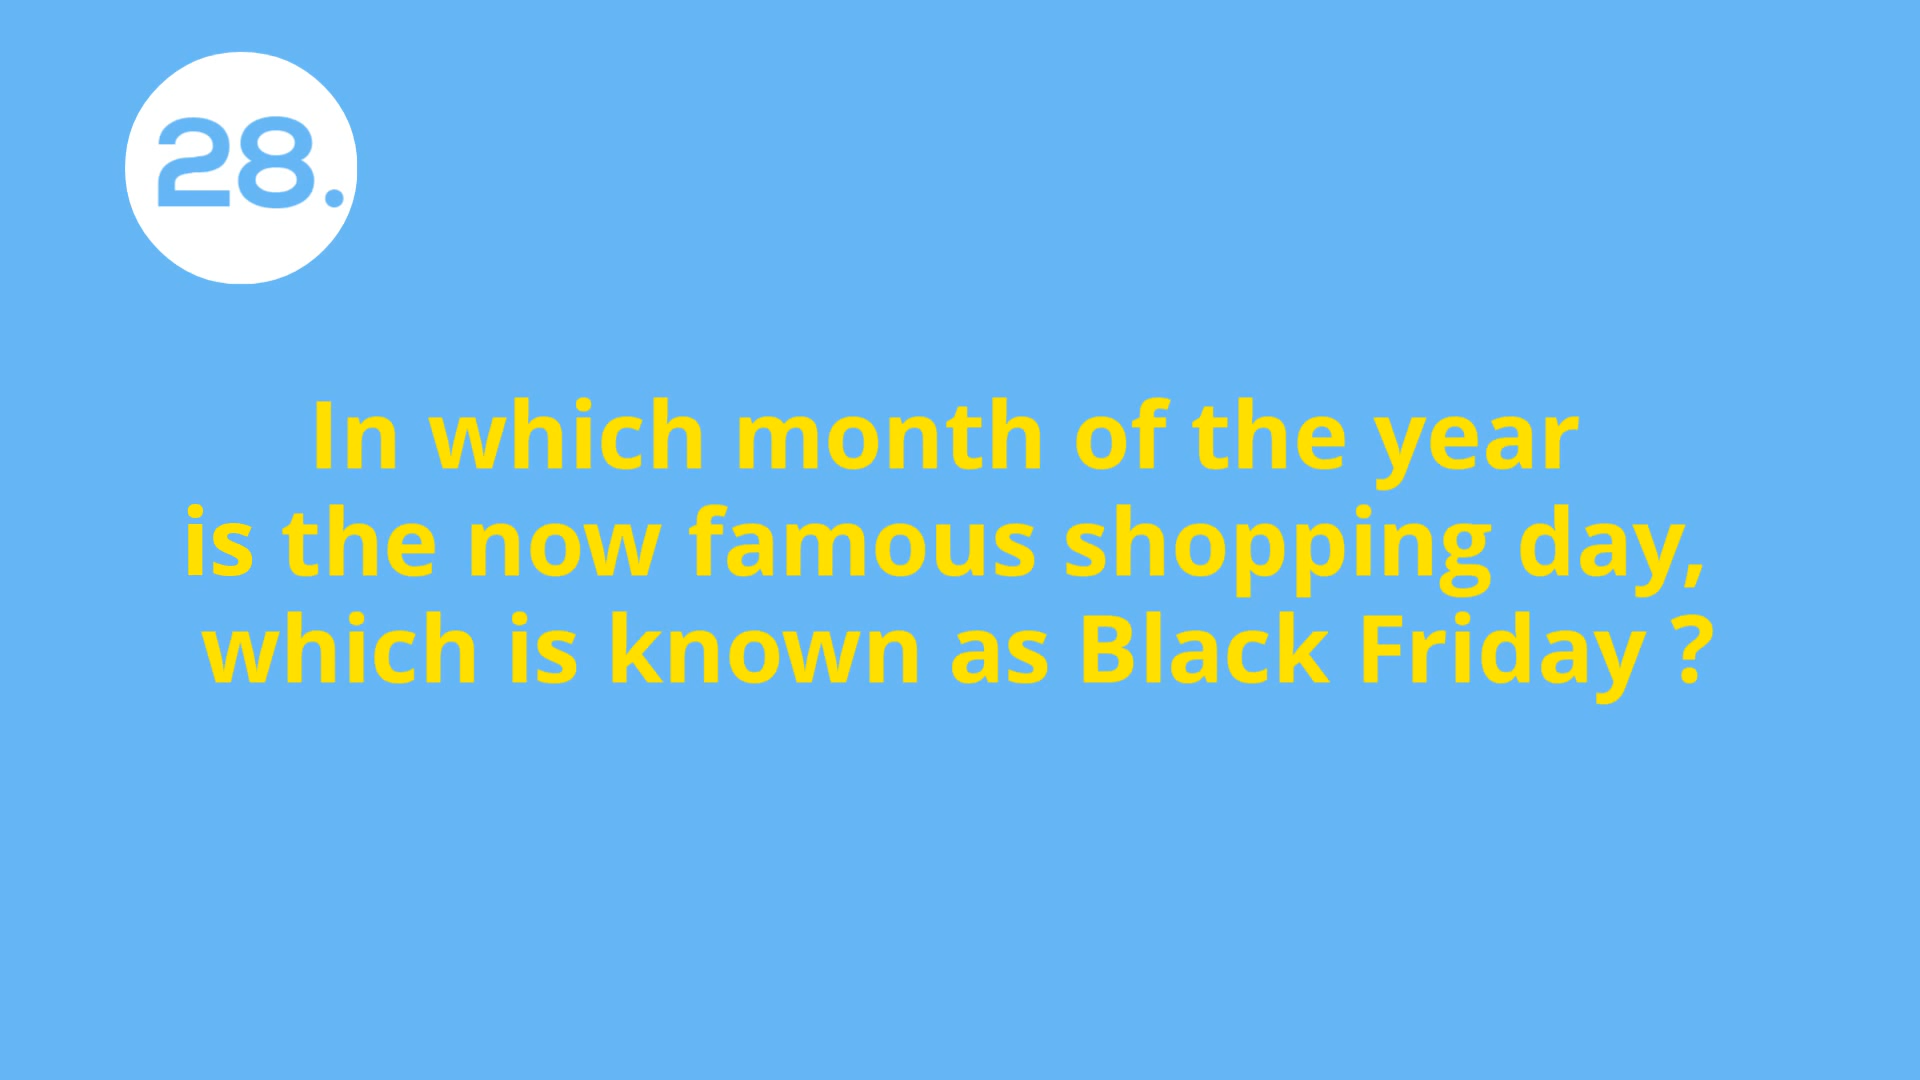 28.
In which month of the year
is the now famous shopping day,
which is known as Black Friday ?